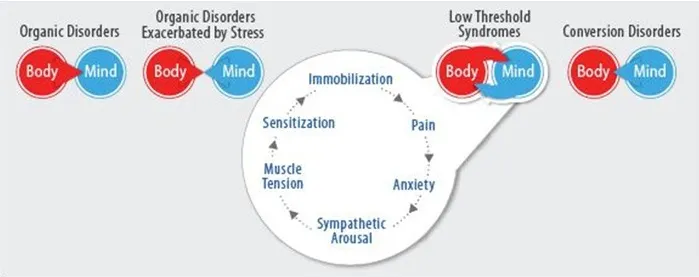 Organic Disorders
Body Mind
Organic Disorders
Exacerbated by Stress
Body Mind
Low Threshold
Syndromes
Body Mind
Conversion Disorders
Body Mind
Immobilization
Pain
Anxiety
Sympathetic
Arousal
Muscle
Tension
Sensitization